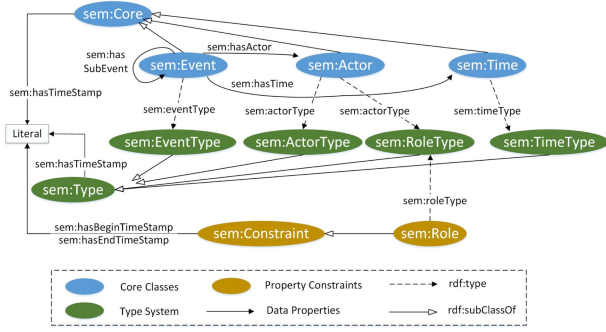 sem:Core
sem:has
SubEvent
sem:hasActor
sem:Event
sem:Actor
sem:Time
sem:hasTime
sem:hasTimeStamp
sem:eventType
sem:actorType
sem:actorType
sem:timeType
Literal
sem:EventType
sem:ActorType
sem:RoleType
sem:TimeType
sem:hasTimeStamp
sem:Type
sem:roleType
sem:hasBeginTimeStamp
sem:hasEndTimeStamp
sem:Constraint
sem:Role
Core Classes
Property Constraints
rdf:type
Type System
Data Properties
rdf:subClassOf